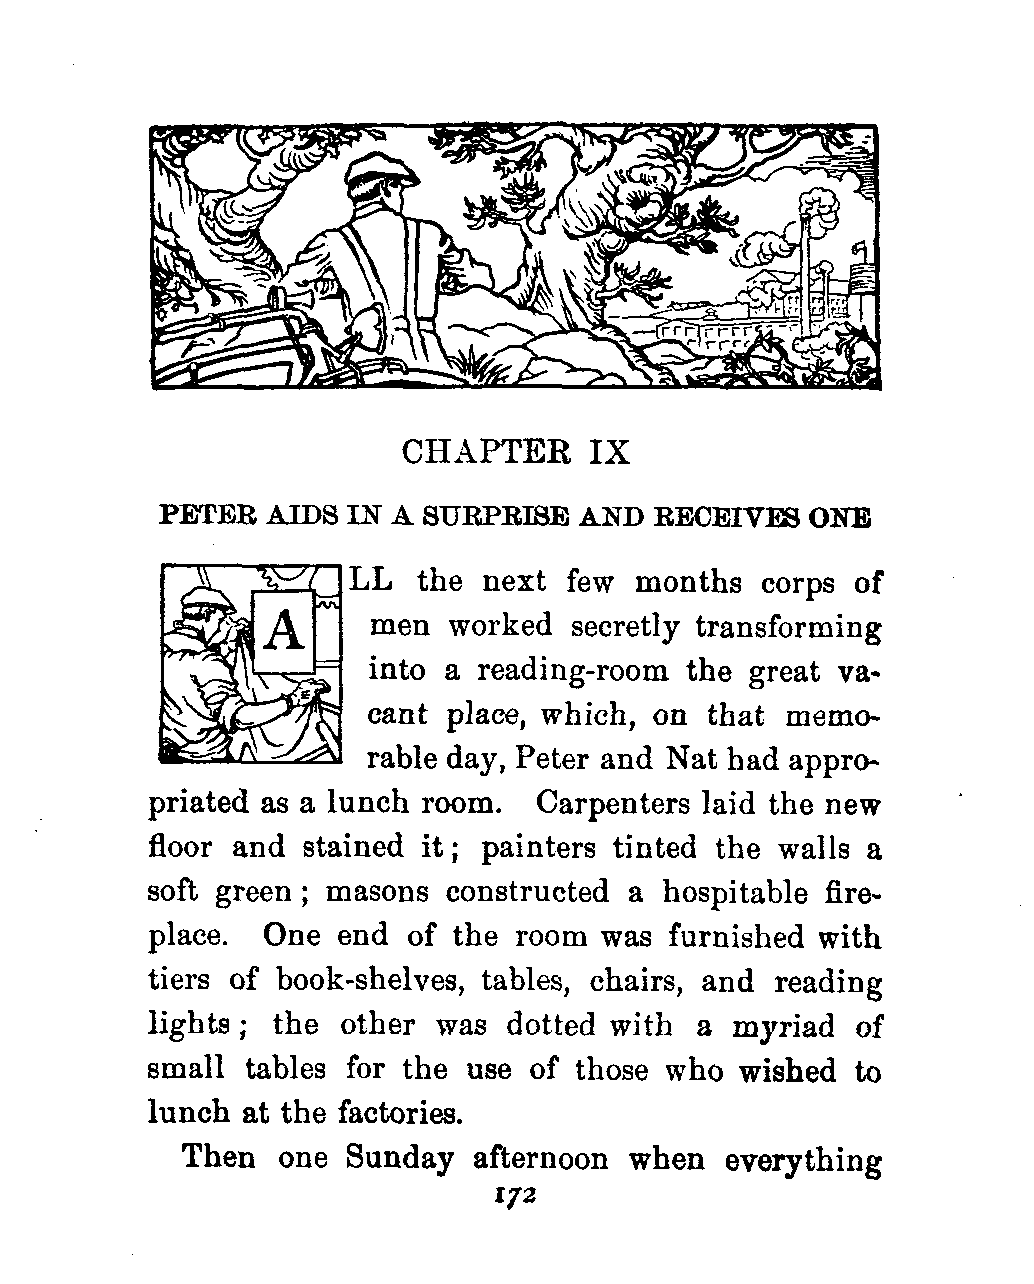 CHAPTER IX
PETER AIDS IN A SURPRISE AND RECEIVES ONE
ALL the next few months corps of
men worked secretly transforming
into a reading-room the great va-
cant place, which, on that memo-
rable day, Peter and Nat had appro-
priated as a lunch room. Carpenters laid the new
floor and stained it; painters tinted the walls a
soft green; masons constructed a hospitable fire-
place. One end of the room was furnished with
tiers of book-shelves, tables, chairs, and reading
lights; the other was dotted with a myriad of
small tables for the use of those who wished to
lunch at the factories.
Then one Sunday afternoon when everything
172